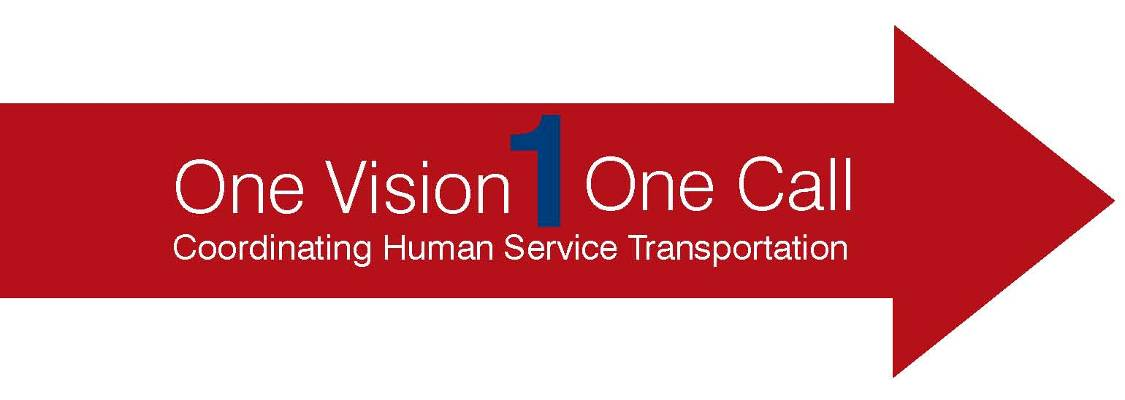 One Vision 1 One Call
Coordinating Human Service Transportation